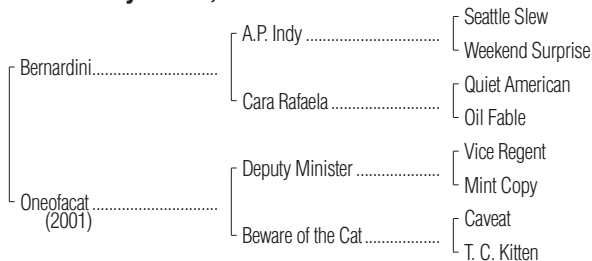 Seattle Slew
A.P. Indy
Weekend Surprise
Bernardini
Quiet American
Cara Rafaela
Oil Fable
Vice Regent
Deputy Minister
Mint Copy
Oneofacat
(2001)
Caveat
Beware of the Cat
T. C. Kitten